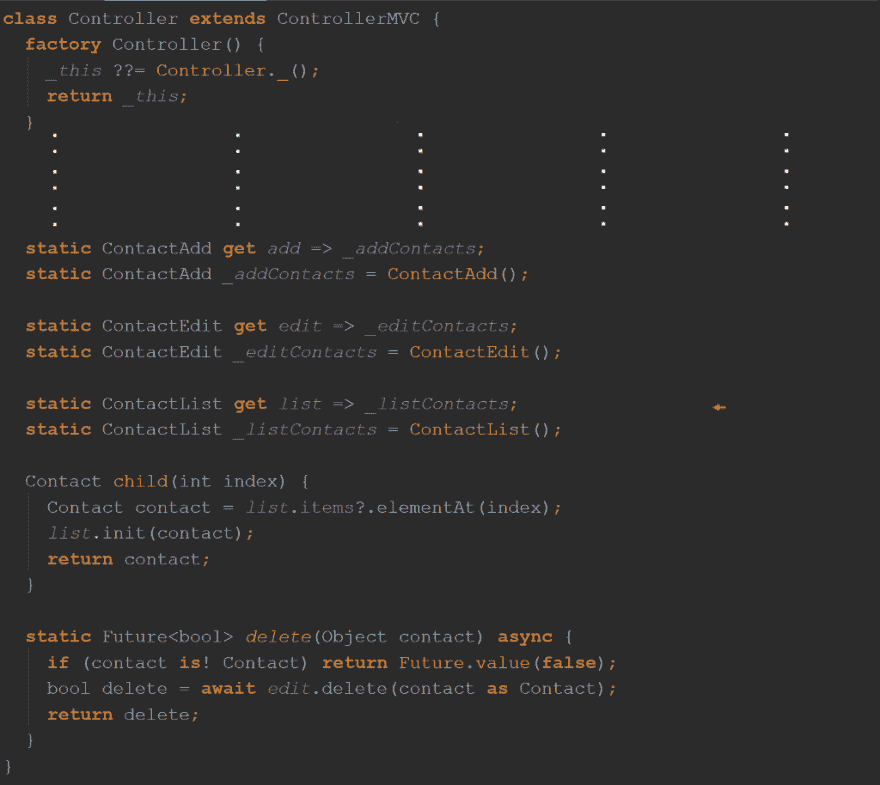 class Controller extends ControllerMVC {
  factory Controller() {
    _this ??= Controller._();
    return _this;
  }
  static ContactAdd get add => _addContacts;
  static ContactAdd _addContacts = ContactAdd();
  static ContactEdit get edit => _editContacts;
  static ContactEdit _editContacts = ContactEdit();
  static ContactList get list => _listContacts;
  static ContactList _listContacts = ContactList();
  Contact child(int index) {
    Contact contact = list.items?.elementAt(index);
    list.init(contact);
    return contact;
  }
  static Future<bool> delete(Object contact) async {
    if (contact is! Contact) return Future.value(false);
    bool delete = await edit.delete(contact as Contact);
    return delete;
  }
}